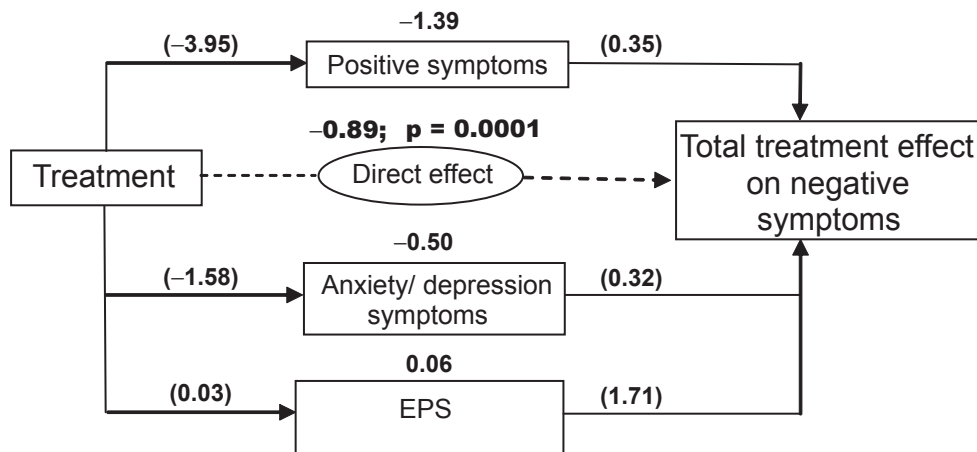 −1.39
(−3.95)
(0.35)
Positive symptoms
−0.89; p = 0.0001
Treatment
Direct effect
Total treatment effect
on negative
symptoms
−0.50
(−1.58)
(0.32)
Anxiety/ depression
symptoms
0.06
(0.03)
(1.71)
EPS